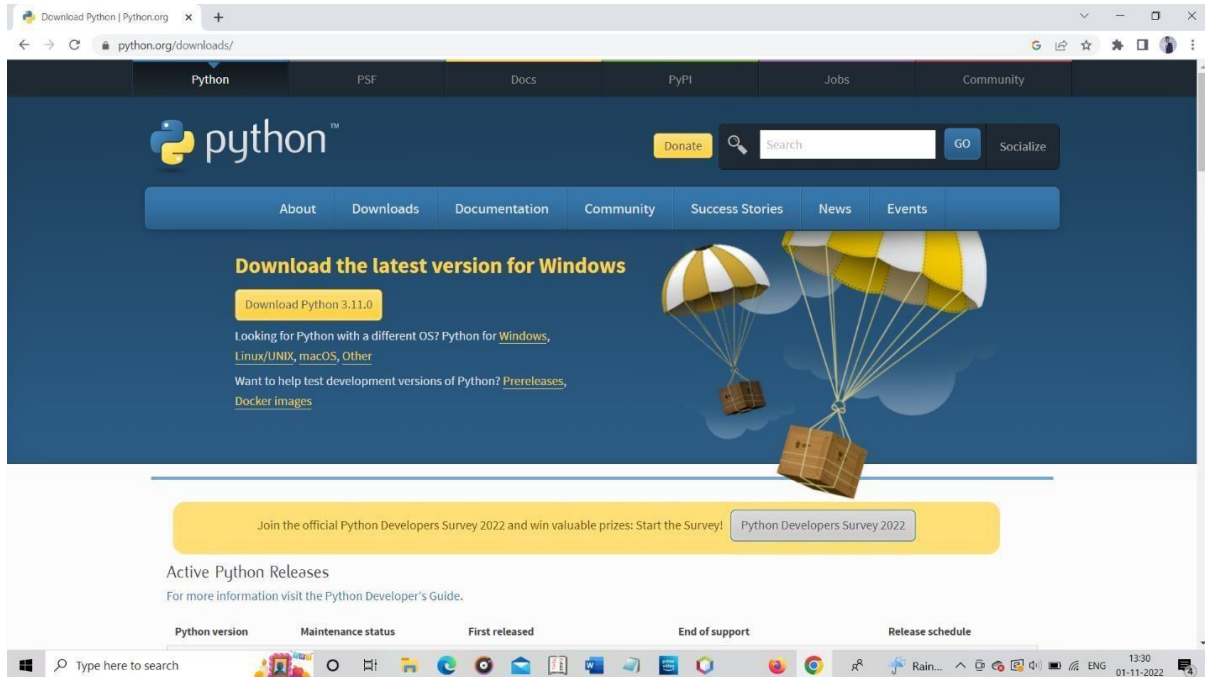 Download Python | Python.org
python.org/downloads/
Python PSF Docs PyPI Jobs Community
python™
Donate Search GO Socialize
About Downloads Documentation Community Success Stories News Events
Download the latest version for Windows
Download Python 3.11.0
Looking for Python with a different OS? Python for Windows,
Linux/UNIX, macOS, Other
Want to help test development versions of Python? Prereleases,
Docker images
Join the official Python Developers Survey 2022 and win valuable prizes: Start the Survey! Python Developers Survey 2022
Active Python Releases
For more information visit the Python Developer's Guide.
Python version Maintenance status First released End of support Release schedule
Type here to search Rain... ENG 13:30
01-11-2022 4